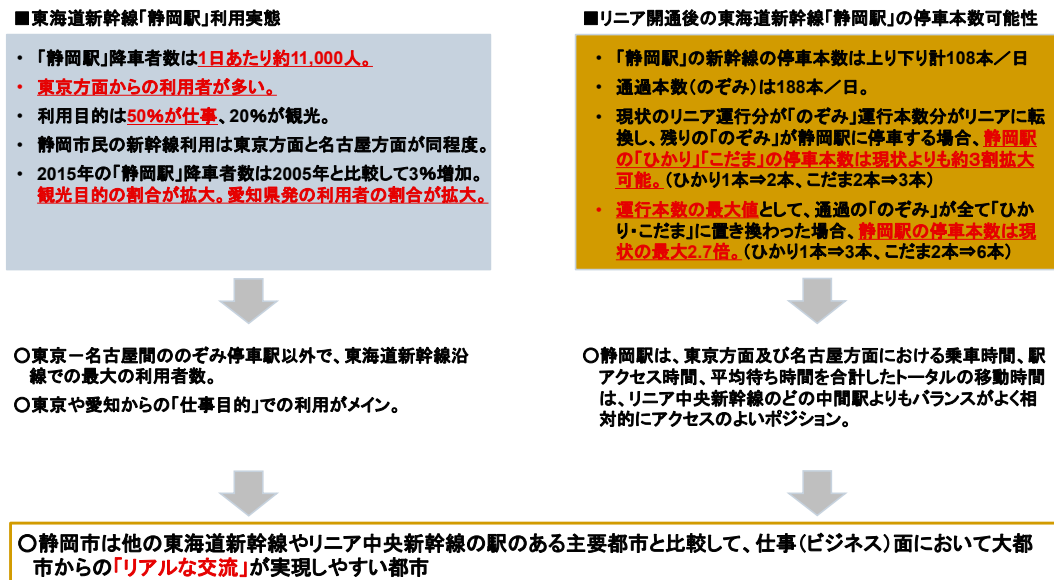 ■東海道新幹線「静岡駅」利用実態
・「静岡駅」降車者数は1日あたり約11,000人。
・東京方面からの利用者が多い。
・利用目的は50%が仕事、20%が観光。
・静岡市民の新幹線利用は東京方面と名古屋方面が同程度。
・2015年の「静岡駅」降車者数は2005年と比較して3%増加。
観光目的の割合が拡大。愛知県発の利用者の割合が拡大。
○東京－名古屋間ののぞみ停車駅以外で、東海道新幹線沿
線での最大の利用者数。
○東京や愛知からの「仕事目的」での利用がメイン。
■リニア開通後の東海道新幹線「静岡駅」の停車本数可能性
・「静岡駅」の新幹線の停車本数は上り下り計108本／日
・通過本数（のぞみ）は188本／日。
・現状のリニア運行分が「のぞみ」運行本数分がリニアに転
換し、残りの「のぞみ」が静岡駅に停車する場合、静岡駅
の「ひかり」「こだま」の停車本数は現状よりも約３割拡大
可能。（ひかり1本⇒2本、こだま2本⇒3本）
・運行本数の最大値として、通過の「のぞみ」が全て「ひか
り・こだま」に置き換わった場合、静岡駅の停車本数は現
状の最大2.7倍。（ひかり1本⇒3本、こだま2本⇒6本）
○静岡駅は、東京方面及び名古屋方面における乗車時間、駅
アクセス時間、平均待ち時間を合計したトータルの移動時間
は、リニア中央新幹線のどの中間駅よりもバランスがよく相
対的にアクセスのよいポジション。
○静岡市は他の東海道新幹線やリニア中央新幹線の駅のある主要都市と比較して、仕事（ビジネス）面において大都
市からの「リアルな交流」が実現しやすい都市